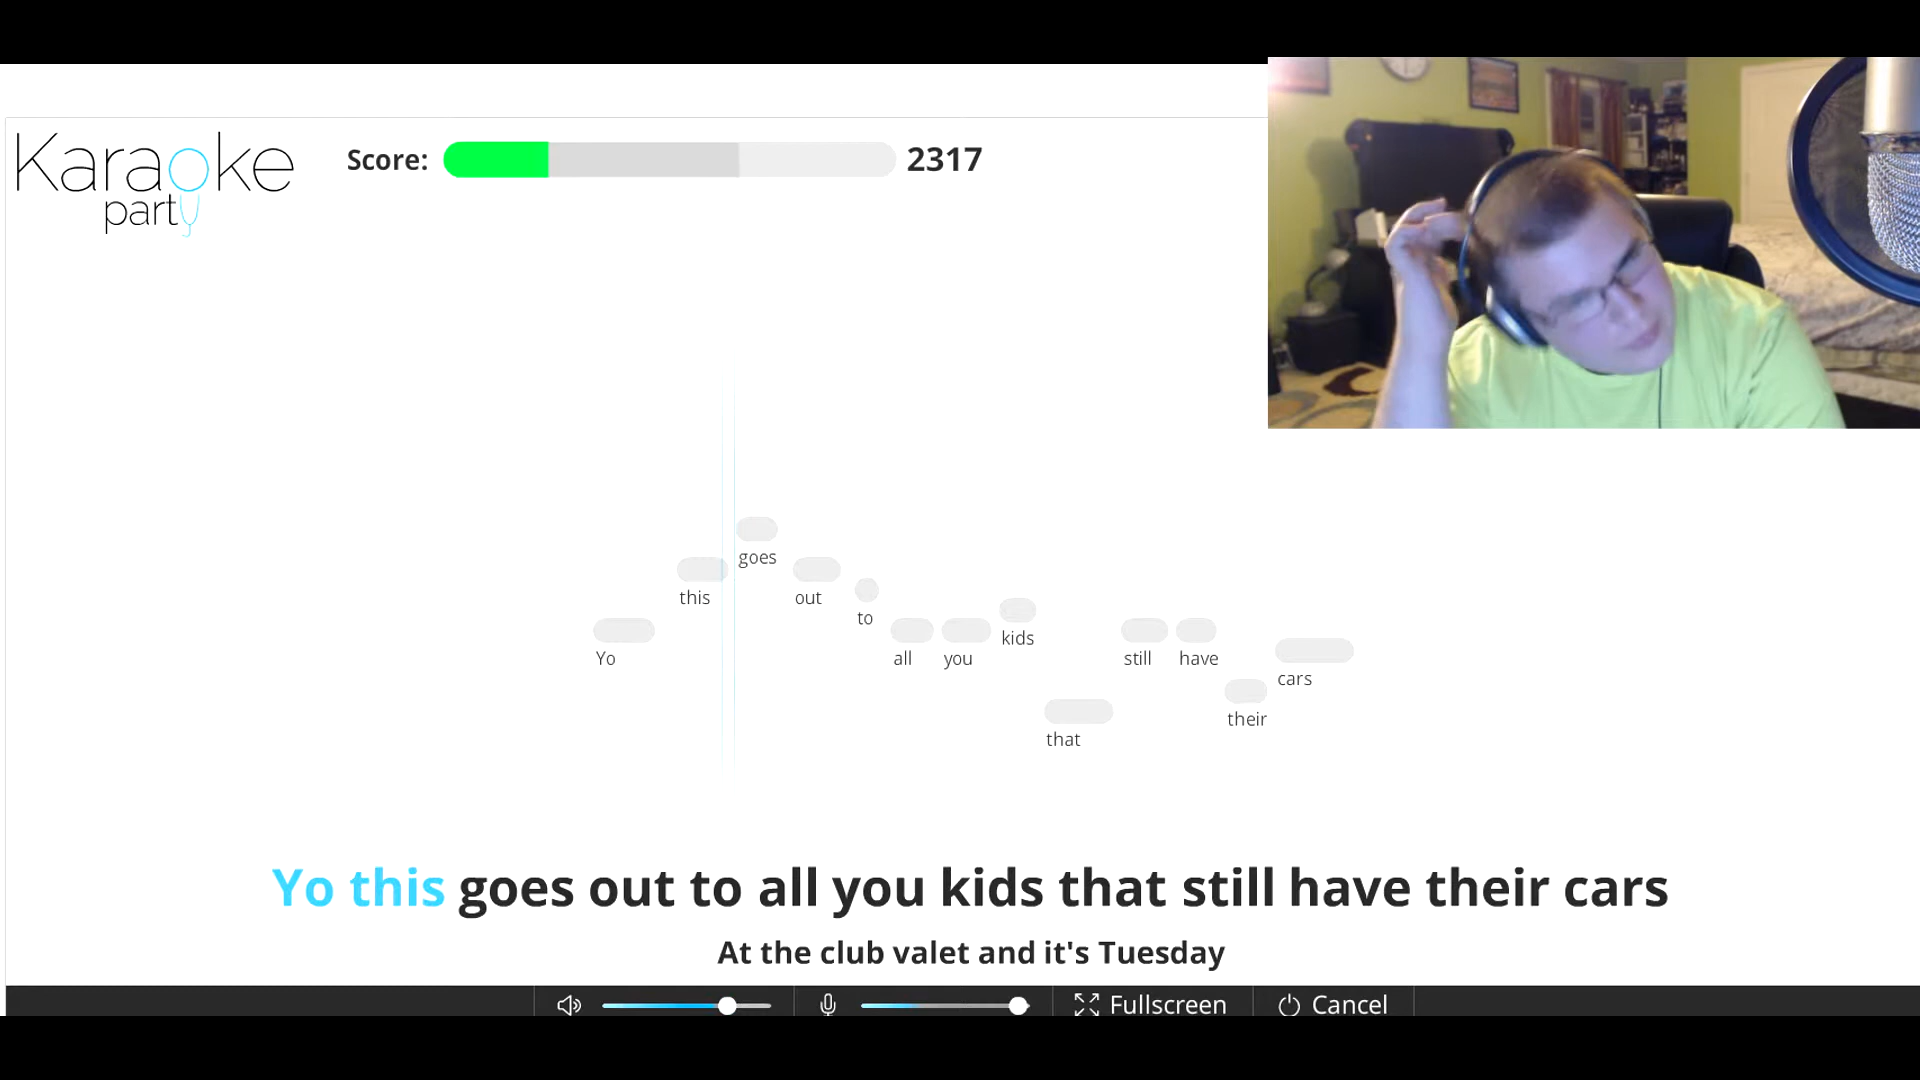 Karaoke
party
Score: 2317
goes
this
out
to
kids
Yo
all
you
still
have
cars
their
that
Yo this goes out to all you kids that still have their cars
At the club valet and it's Tuesday
Fullscreen
Cancel